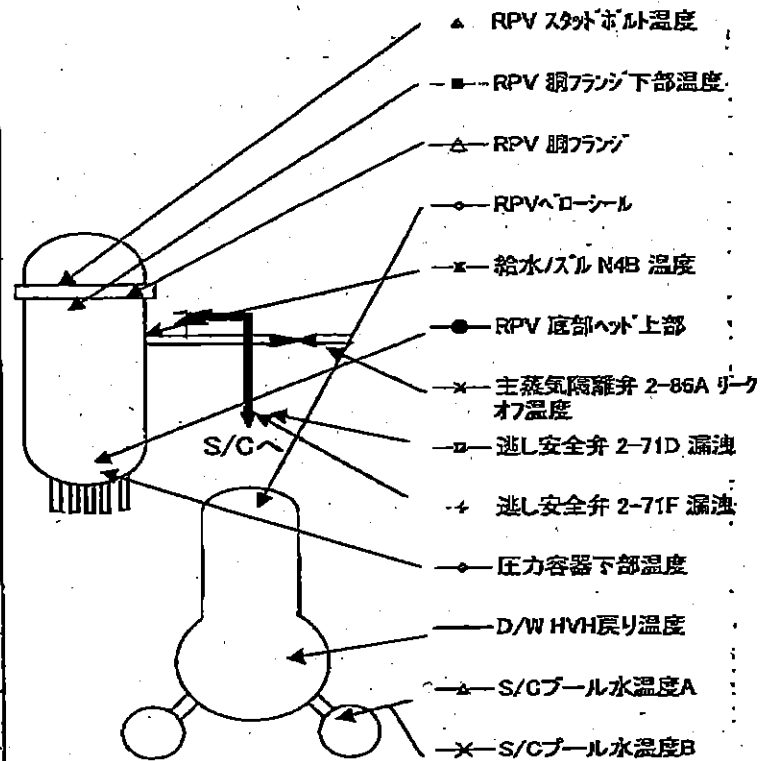 RPV スタッドボルト温度
RPV 胴フランジ下部温度
RPV 胴フランジ
RPVベローシール
給水ノズル N4B 温度
RPV 底部ヘッド上部
主蒸気隔離弁 2-86A リーク
オフ温度
逃し安全弁 2-71D 漏洩
S/Cへ
逃し安全弁 2-71F 漏洩
圧力容器下部温度
D/W HVH戻り温度
S/Cプール水温度A
S/Cプール水温度B